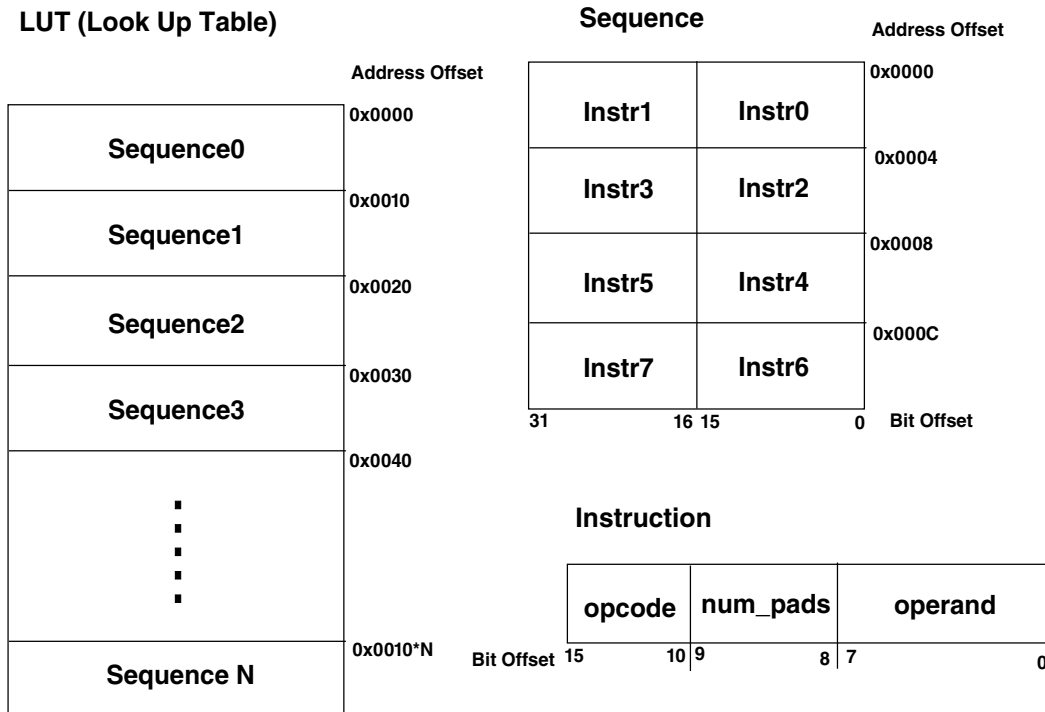 LUT (Look Up Table)
Address Offset
0x0000
Sequence0
0x0010
Sequence1
0x0020
Sequence2
0x0030
Sequence3
0x0040
0x0010*N
Sequence N
Sequence
Address Offset
0x0000
Instr1 Instr0
0x0004
Instr3 Instr2
0x0008
Instr5 Instr4
0x000C
Instr7 Instr6
31 16 15 0 Bit Offset
Instruction
opcode num_pads operand
Bit Offset 15 10 9 8 7 0